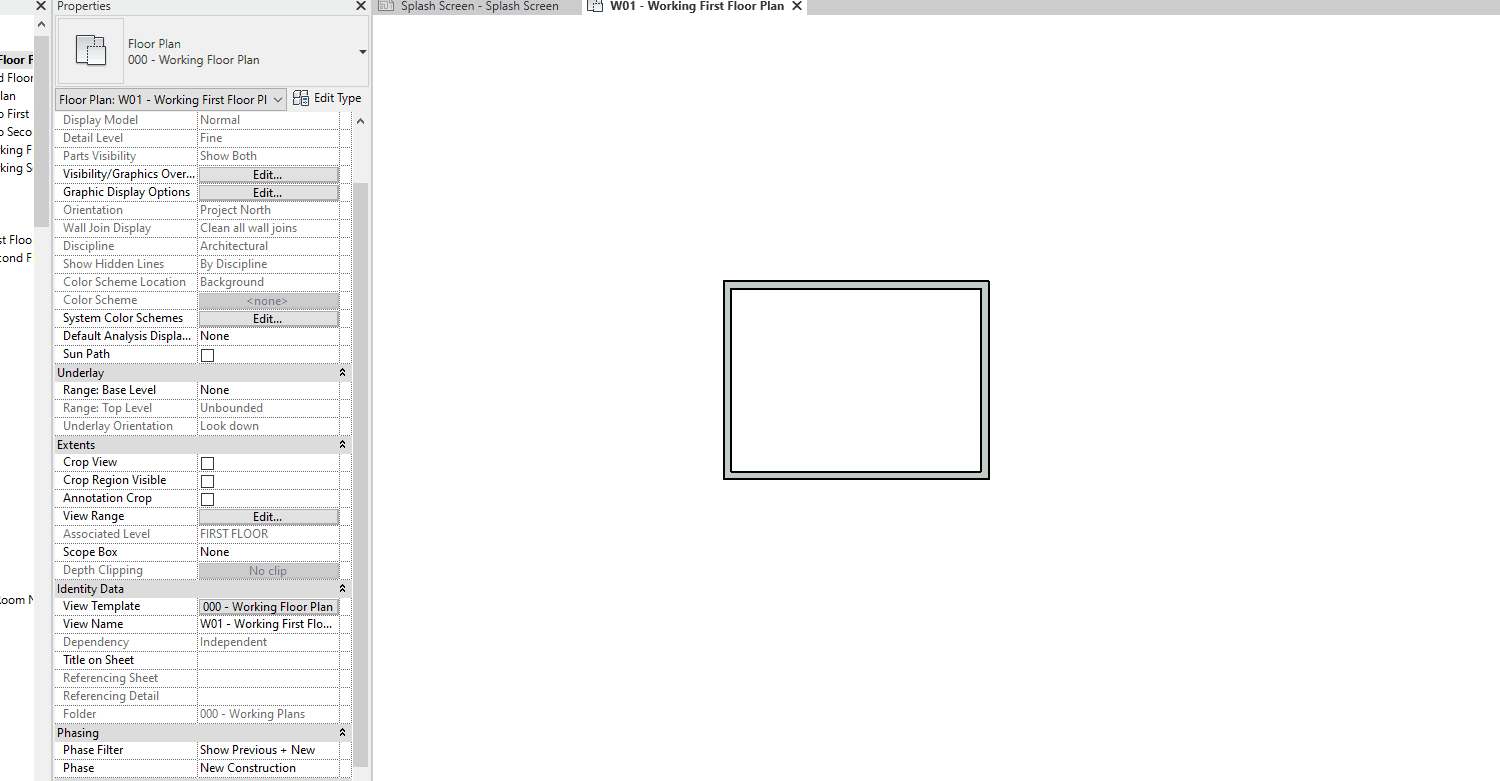 Properties
Splash Screen - Splash Screen
W01 - Working First Floor Plan
Floor F
d Floor
lan
o First
o Seco
king F
king S
st Floo
cond F
oom N
Floor Plan
000 - Working Floor Plan
Floor Plan: W01 - Working First Floor Pl
Edit Type
Display Model Normal
Detail Level Fine
Parts Visibility Show Both
Visibility/Graphics Over... Edit...
Graphic Display Options Edit...
Orientation Project North
Wall Join Display Clean all wall joins
Discipline Architectural
Show Hidden Lines By Discipline
Color Scheme Location Background
Color Scheme <none>
System Color Schemes Edit...
Default Analysis Displa... None
Sun Path
Underlay
Range: Base Level None
Range: Top Level Unbounded
Underlay Orientation Look down
Extents
Crop View
Crop Region Visible
Annotation Crop
View Range Edit...
Associated Level FIRST FLOOR
Scope Box None
Depth Clipping No clip
Identity Data
View Template 000 - Working Floor Plan
View Name W01 - Working First Flo...
Dependency Independent
Title on Sheet
Referencing Sheet
Referencing Detail
Folder 000 - Working Plans
Phasing
Phase Filter Show Previous + New
Phase New Construction